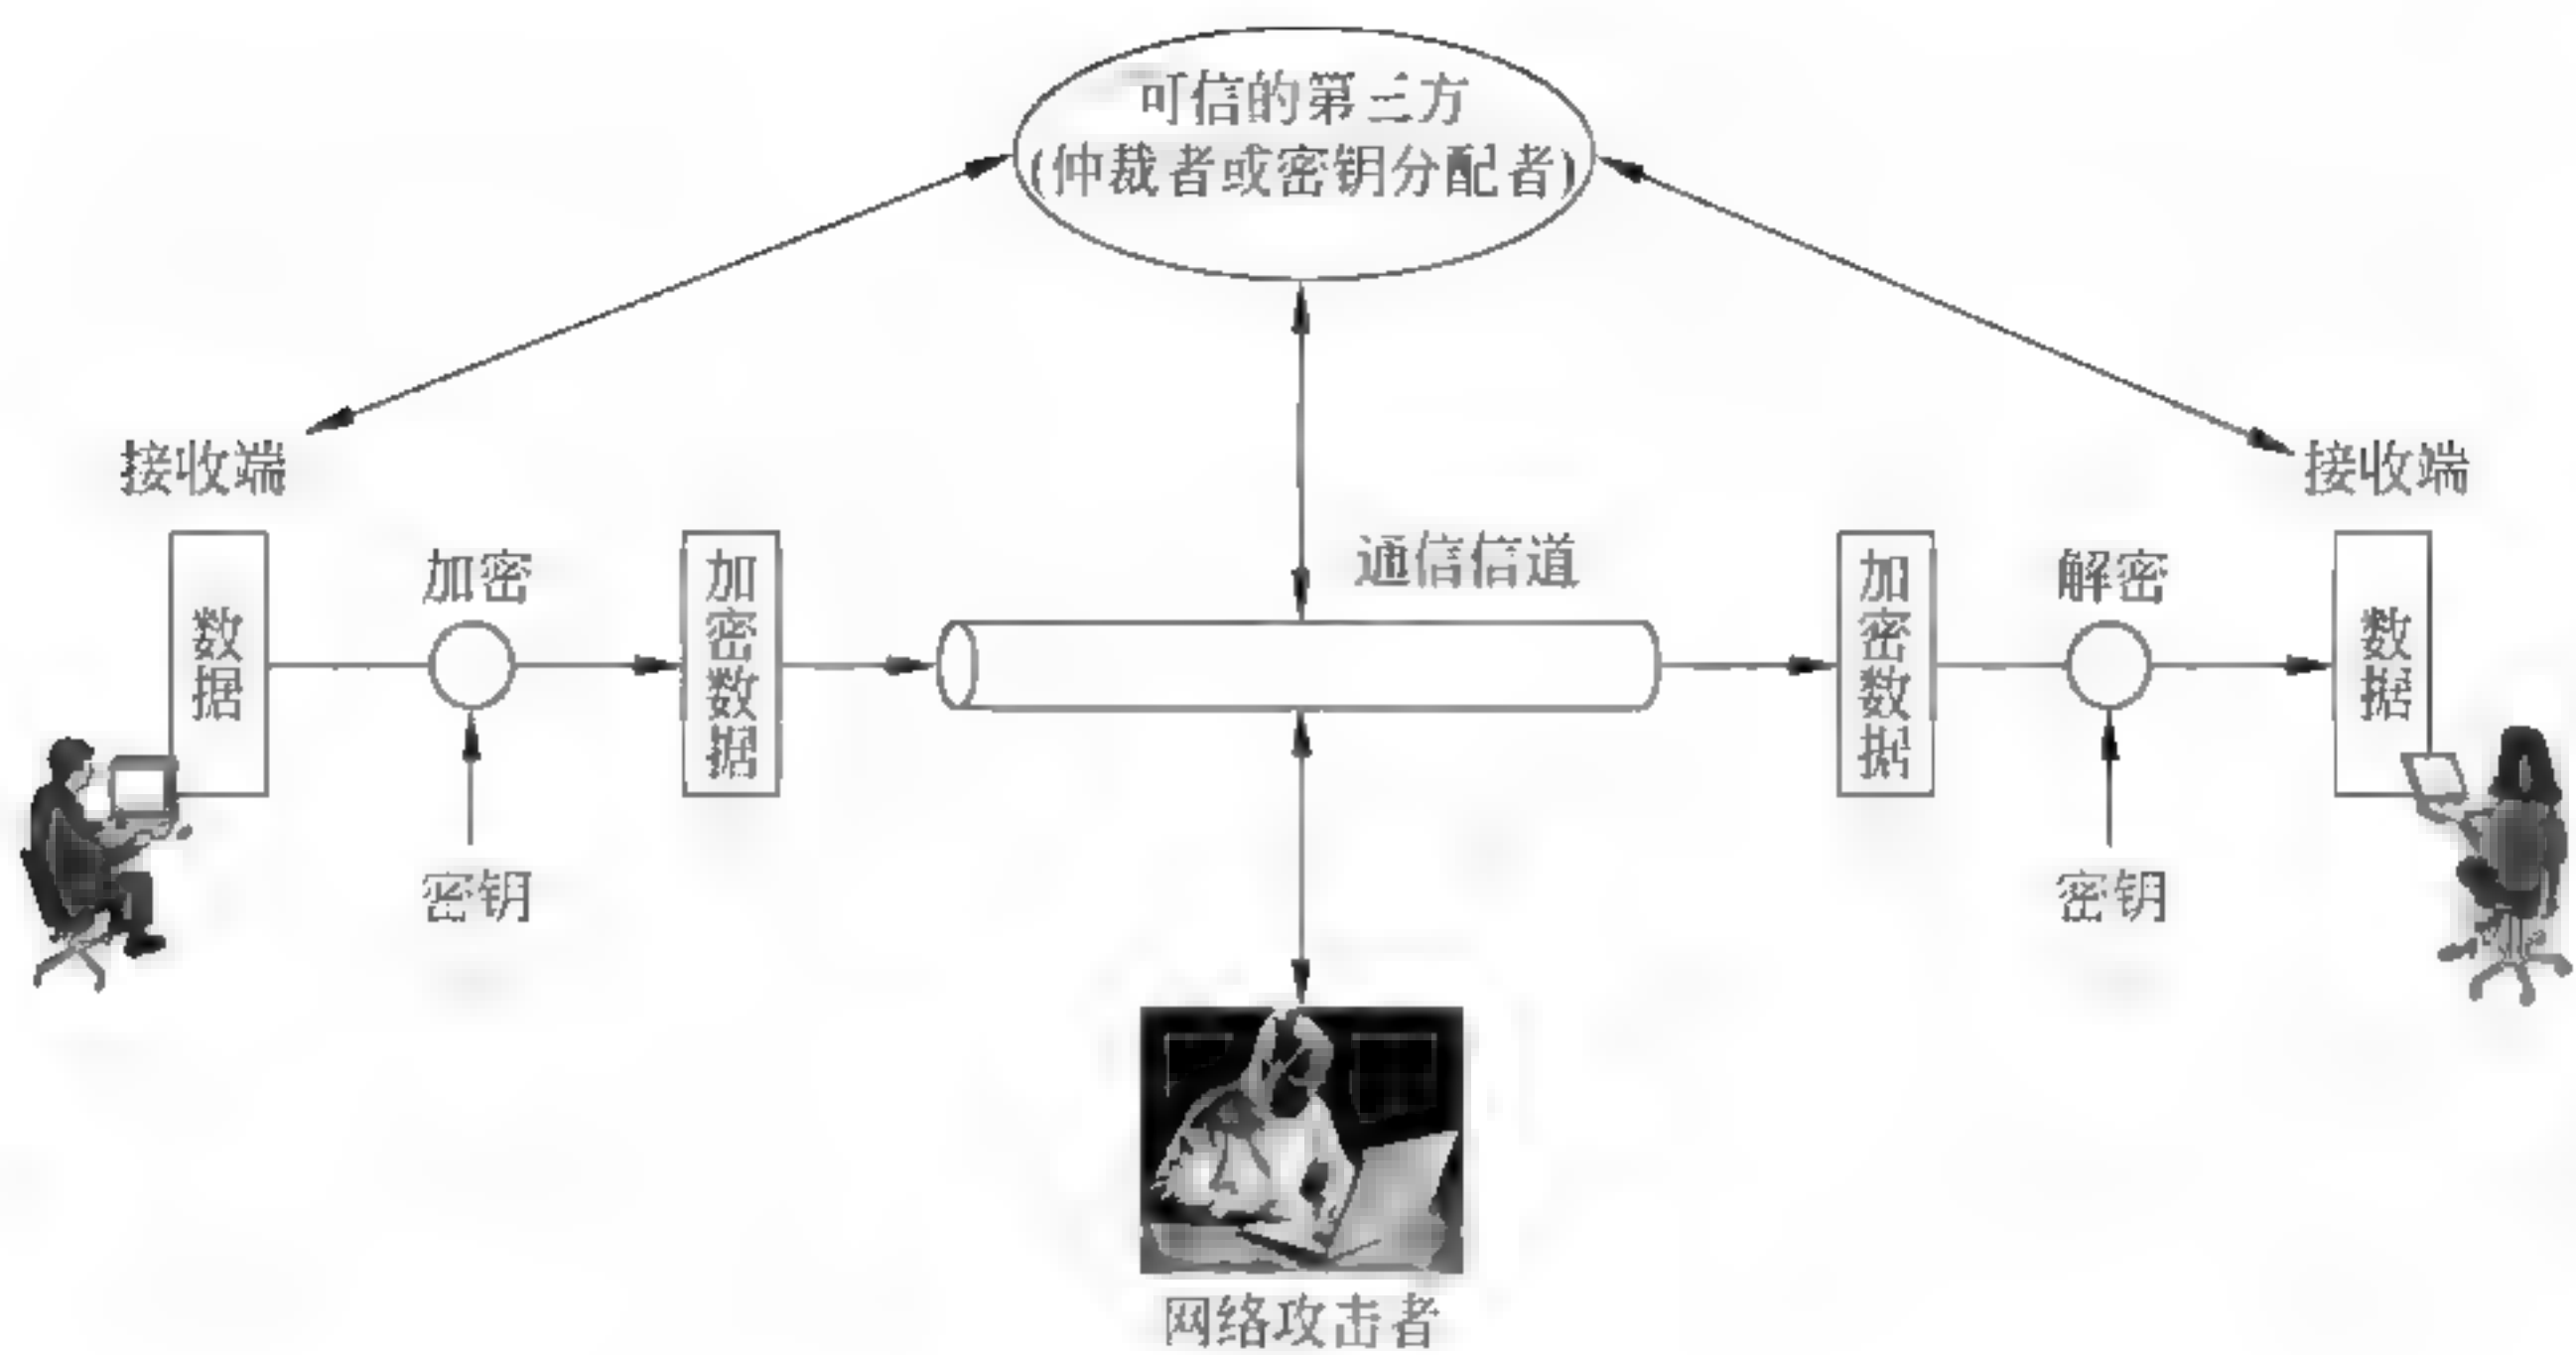 可信的第三方
(仲裁者或密钥分配者)
接收端
接收端
通信信道
加密
解密
数据
加密数据
加密数据
数据
密钥
密钥
网络攻击者